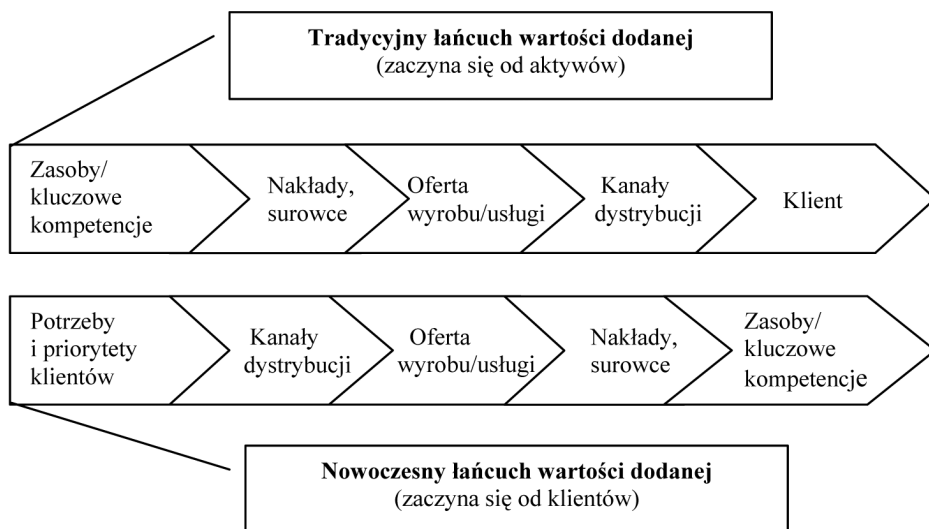 Tradycyjny łańcuch wartości dodanej
(zaczyna się od aktywów)
Zasoby/
kluczowe
kompetencje
Nakłady,
surowce
Oferta
wyrobu/usługi
Kanały
dystrybucji
Klient
Potrzeby
i priorytety
klientów
Kanały
dystrybucji
Oferta
wyrobu/usługi
Nakłady,
surowce
Zasoby/
kluczowe
kompetencje
Nowoczesny łańcuch wartości dodanej
(zaczyna się od klientów)